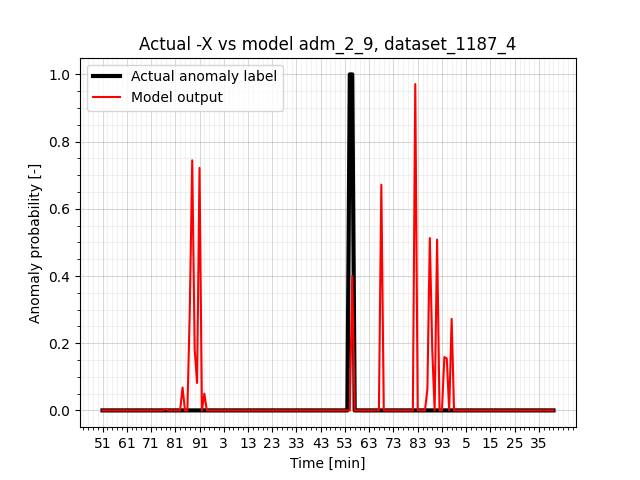 Actual -X vs model adm_2_9, dataset_1187_4
Actual anomaly label
Model output
Anomaly probability [-]
1.0
0.8
0.6
0.4
0.2
0.0
51 61 71 81 91 3 13 23 33 43 53 63 73 83 93 5 15 25 35
Time [min]